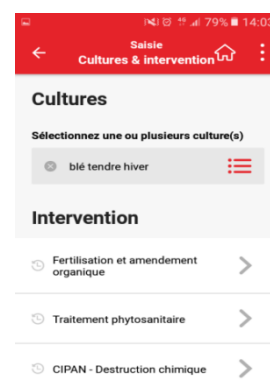 79% 14:03
Saisie
Cultures & intervention
Cultures
Sélectionnez une ou plusieurs culture(s)
blé tendre hiver
Intervention
Fertilisation et amendement
organique
Traitement phytosanitaire
CIPAN - Destruction chimique